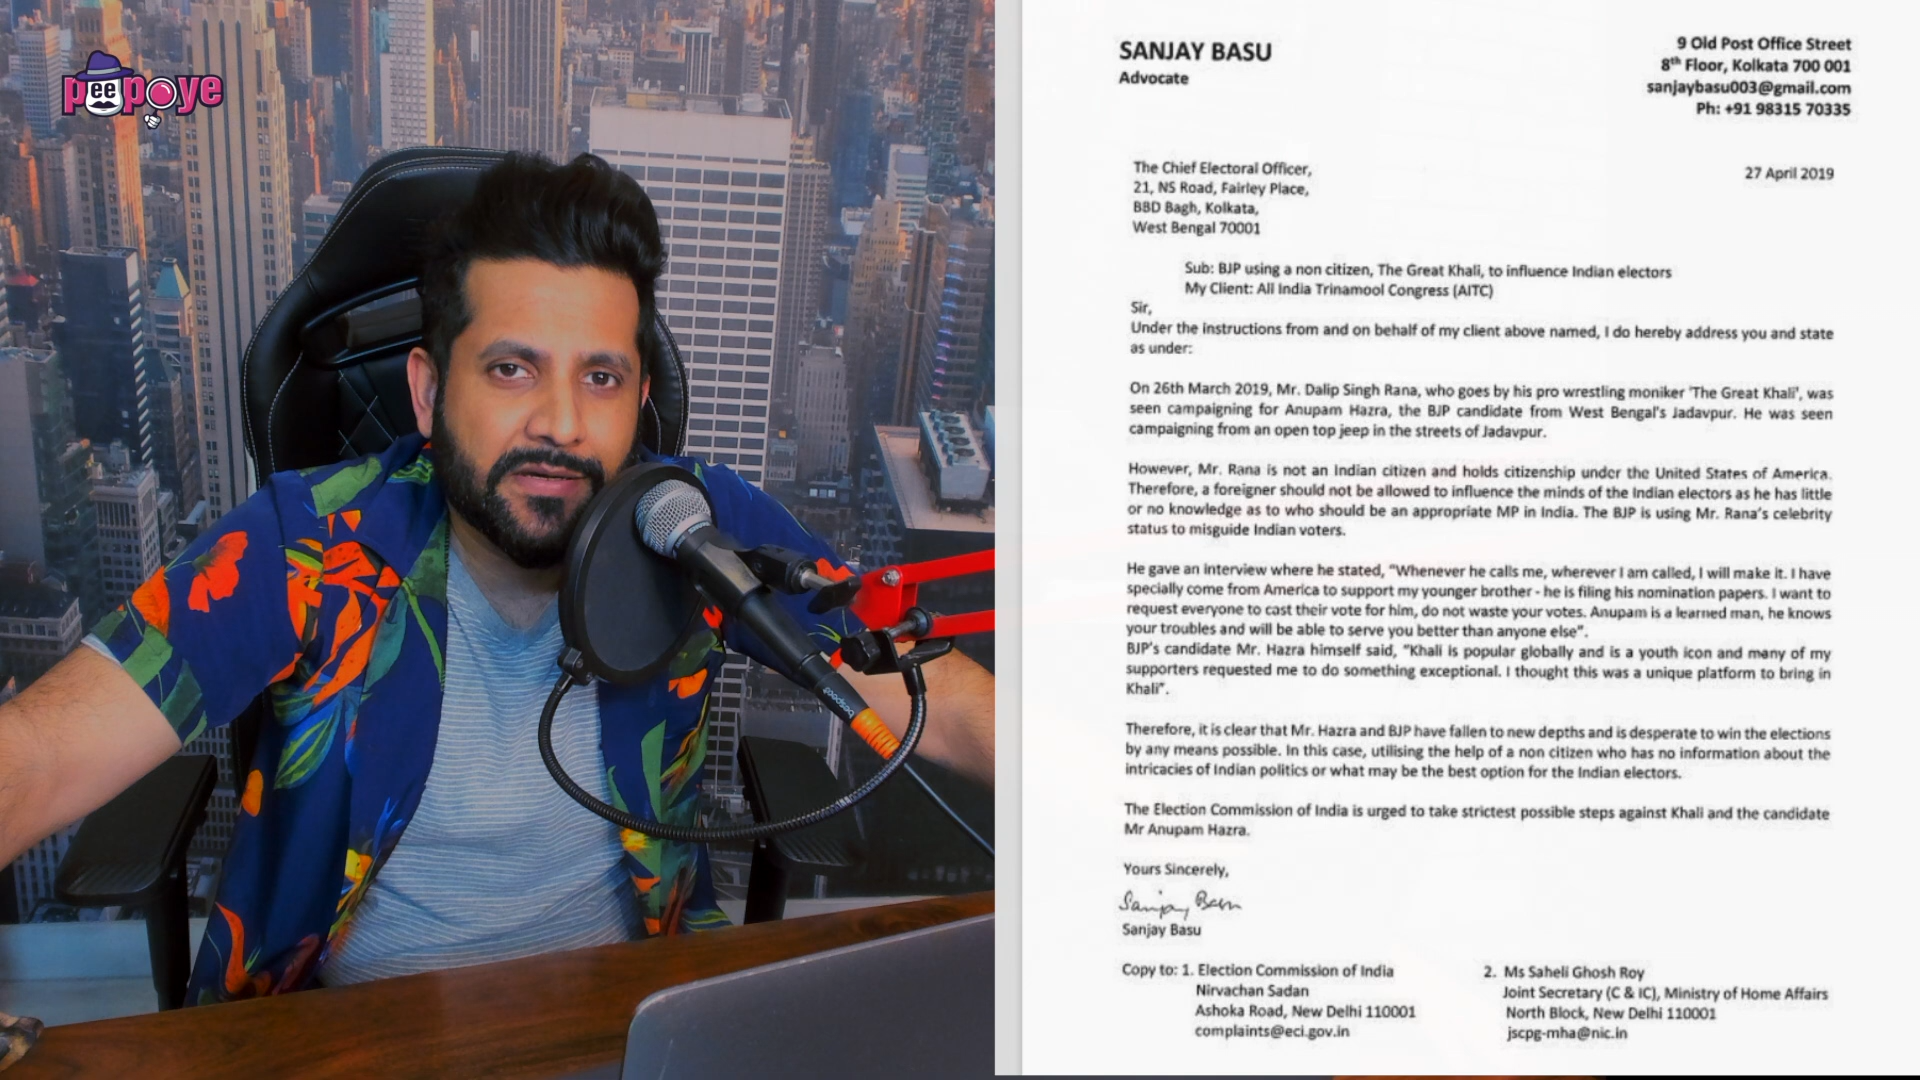 peepoye
SANJAY BASU
Advocate
9 Old Post Office Street
8th Floor, Kolkata 700 001
sanjaybasu003@gmail.com
Ph: +91 98315 70335
The Chief Electoral Officer,
21, NS Road, Fairley Place,
BBD Bagh, Kolkata,
West Bengal 70001
27 April 2019
Sub: BJP using a non citizen, The Great Khali, to influence Indian electors
My Client: All India Trinamool Congress (AITC)
Sir,
Under the instructions from and on behalf of my client above named, I do hereby address you and state
as under:
On 26th March 2019, Mr. Dalip Singh Rana, who goes by his pro wrestling moniker 'The Great Khali', was
seen campaigning for Anupam Hazra, the BJP candidate from West Bengal's Jadavpur. He was seen
campaigning from an open top jeep in the streets of Jadavpur.
However, Mr. Rana is not an Indian citizen and holds citizenship under the United States of America.
Therefore, a foreigner should not be allowed to influence the minds of the Indian electors as he has little
or no knowledge as to who should be an appropriate MP in India. The BJP is using Mr. Rana's celebrity
status to misguide Indian voters.
He gave an interview where he stated, "Whenever he calls me, wherever I am called, I will make it. I have
specially come from America to support my younger brother - he is filing his nomination papers. I want to
request everyone to cast their vote for him, do not waste your votes. Anupam is a learned man, he knows
your troubles and will be able to serve you better than anyone else".
BJP's candidate Mr. Hazra himself said, "Khali is popular globally and is a youth icon and many of my
supporters requested me to do something exceptional. I thought this was a unique platform to bring in
Khali".
Therefore, it is clear that Mr. Hazra and BJP have fallen to new depths and is desperate to win the elections
by any means possible. In this case, utilising the help of a non citizen who has no information about the
intricacies of Indian politics or what may be the best option for the Indian electors.
The Election Commission of India is urged to take strictest possible steps against Khali and the candidate
Mr Anupam Hazra.
Yours Sincerely,
Sanjay Basu
Sanjay Basu
Copy to: 1. Election Commission of India
Nirvachan Sadan
Ashoka Road, New Delhi 110001
complaints@eci.gov.in
2. Ms Saheli Ghosh Roy
Joint Secretary (C & IC), Ministry of Home Affairs
North Block, New Delhi 110001
jscpg-mha@nic.in